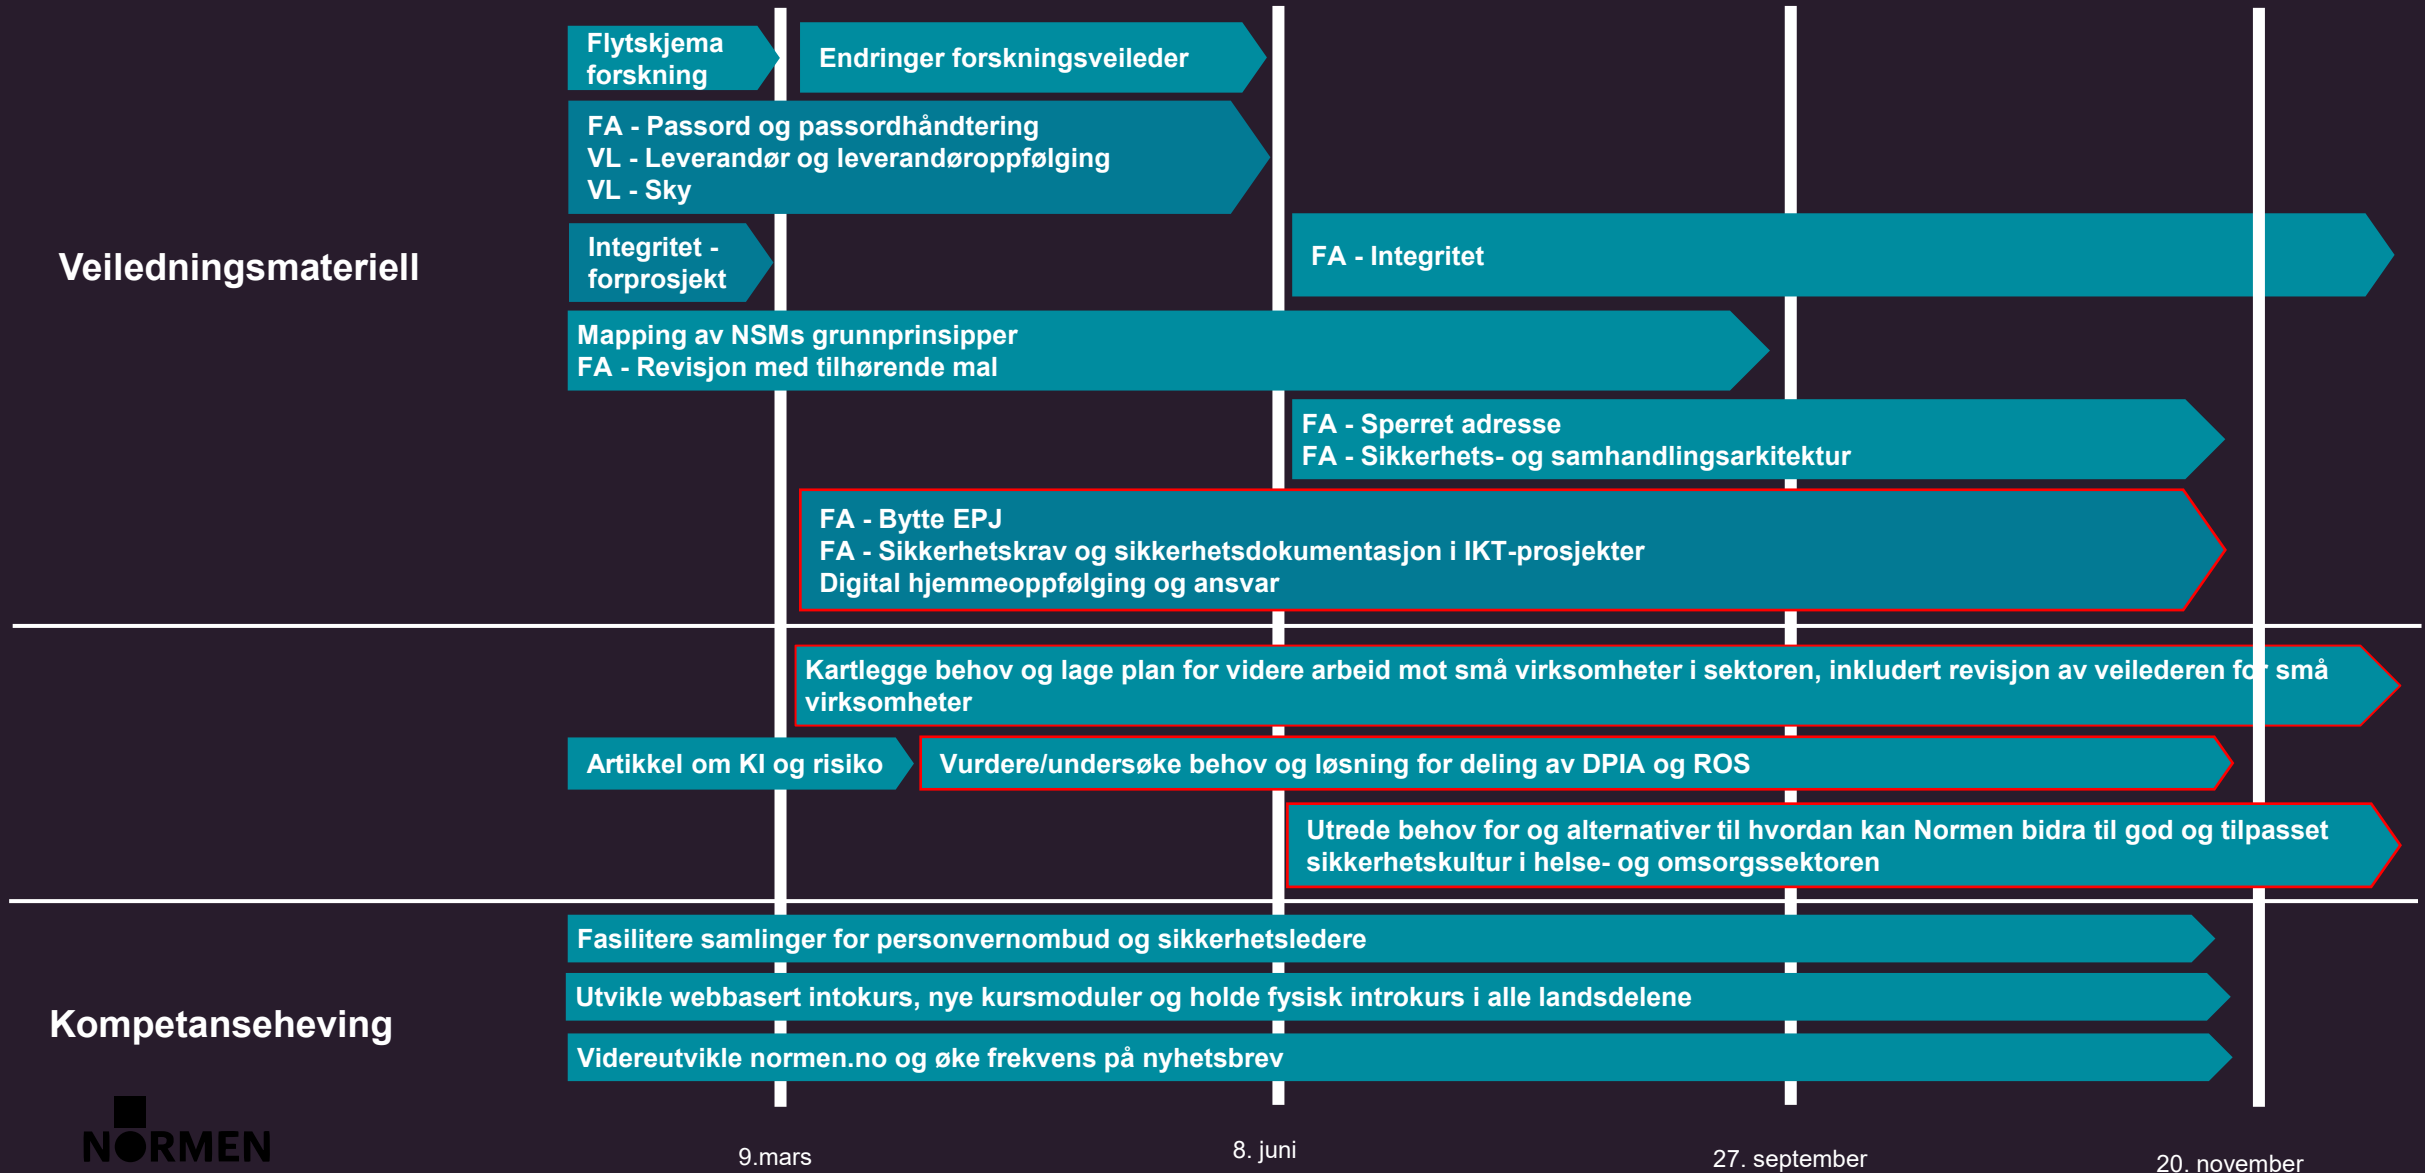 Flytskjema
forskning
Endringer forskningsveileder
FA - Passord og passordhåndtering
VL - Leverandør og leverandøroppfølging
VL - Sky
Veiledningsmateriell
Integritet -
forprosjekt
FA - Integritet
Mapping av NSMs grunnprinsipper
FA - Revisjon med tilhørende mal
FA - Sperret adresse
FA - Sikkerhets- og samhandlingsarkitektur
FA - Bytte EPJ
FA - Sikkerhetskrav og sikkerhetsdokumentasjon i IKT-prosjekter
Digital hjemmeoppfølging og ansvar
Kartlegge behov og lage plan for videre arbeid mot små virksomheter i sektoren, inkludert revisjon av veilederen for små
virksomheter
Artikkel om KI og risiko
Vurdere/undersøke behov og løsning for deling av DPIA og ROS
Utrede behov for og alternativer til hvordan kan Normen bidra til god og tilpasset
sikkerhetskultur i helse- og omsorgssektoren
Kompetanseheving
Fasilitere samlinger for personvernombud og sikkerhetsledere
Utvikle webbasert intokurs, nye kursmoduler og holde fysisk introkurs i alle landsdelene
Videreutvikle normen.no og øke frekvens på nyhetsbrev
NORMEN
9.mars
8. juni
27. september
20. november